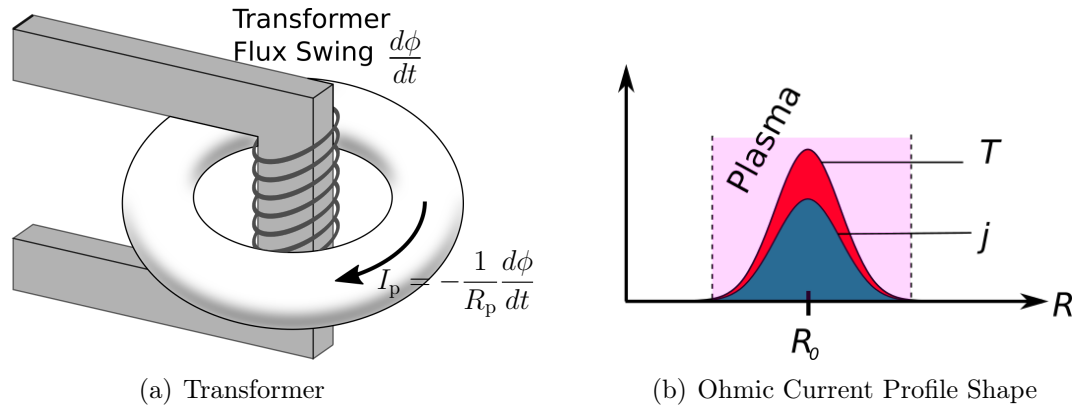 Transformer
Flux Swing dϕ/dt
I_p = -1/R_p dϕ/dt
(a) Transformer
Plasma
T
j
R
R_0
(b) Ohmic Current Profile Shape